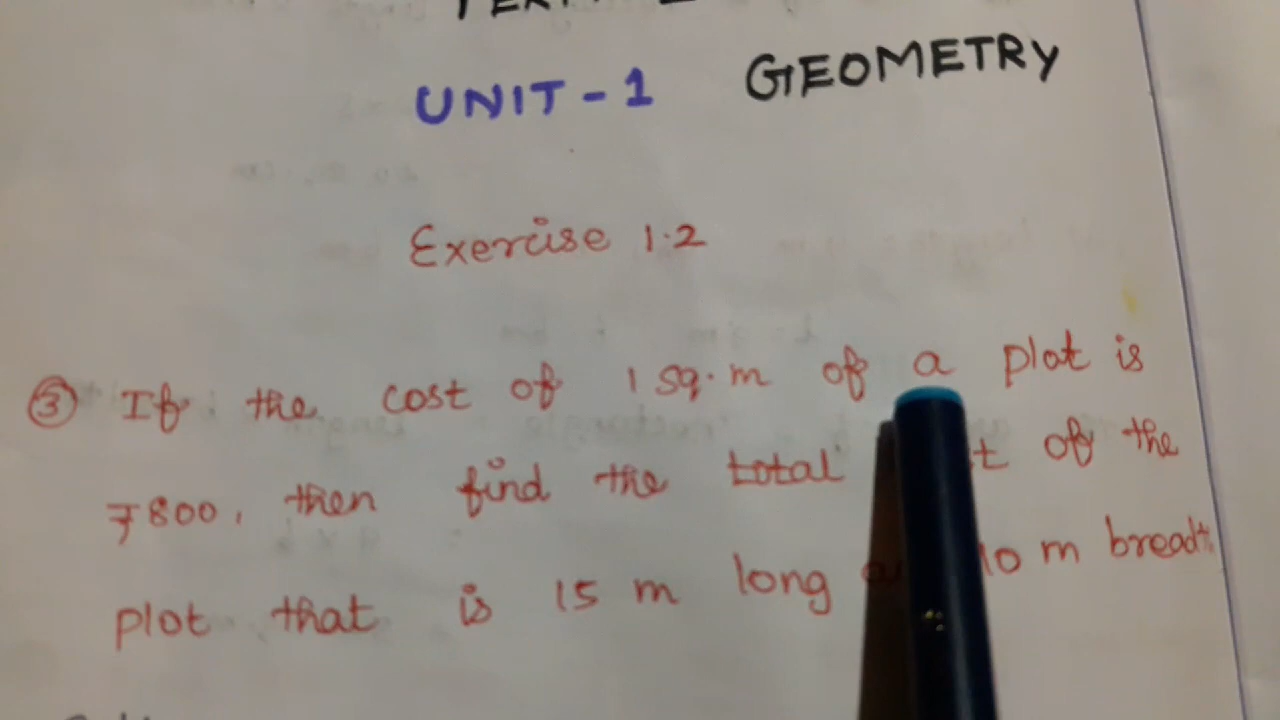 UNIT - 1 GEOMETRY
Exercise 1.2
③ If the cost of 1 sq.m of a plot is
₹800, then find the total of the
plot that is 15 m long 10 m breadth